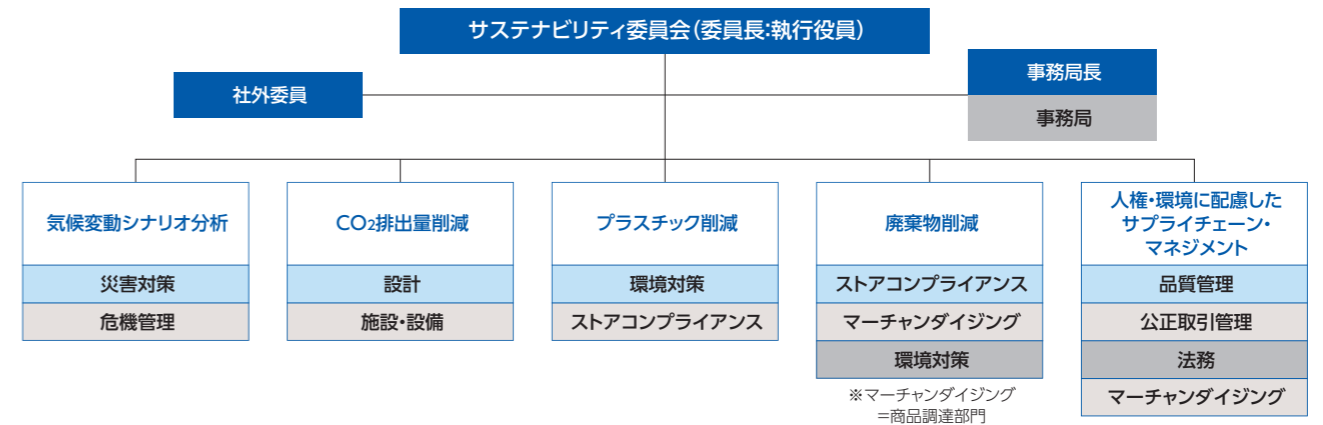 サステナビリティ委員会(委員長:執行役員)
社外委員
事務局長
事務局
気候変動シナリオ分析
災害対策
危機管理
CO2排出量削減
設計
施設・設備
プラスチック削減
環境対策
ストアコンプライアンス
廃棄物削減
ストアコンプライアンス
マーチャンダイジング
環境対策
※マーチャンダイジング
=商品調達部門
人権・環境に配慮した
サプライチェーン・
マネジメント
品質管理
公正取引管理
法務
マーチャンダイジング